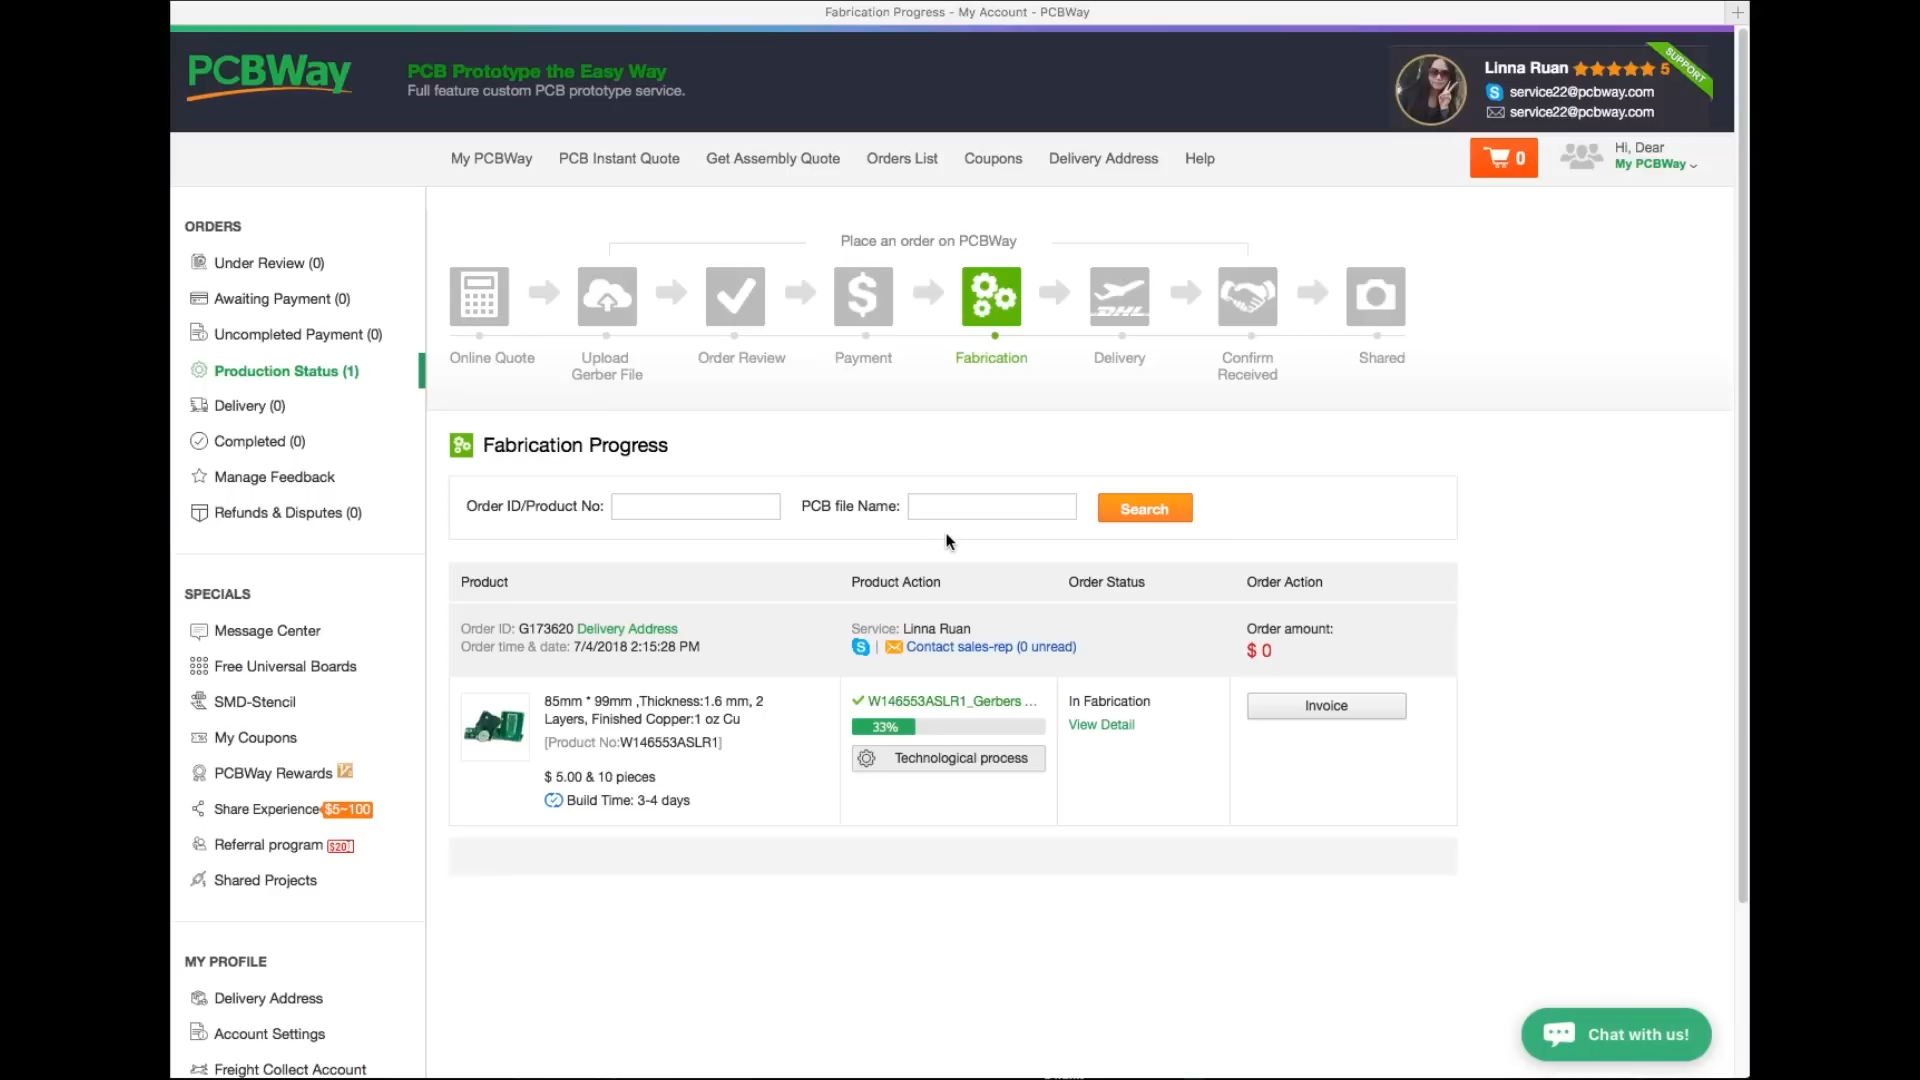 Fabrication Progress - My Account - PCBWay
PCBWay
PCB Prototype the Easy Way
Full feature custom PCB prototype service.
Linna Ruan 5
SUPPORT
service22@pcbway.com
service22@pcbway.com
My PCBWay PCB Instant Quote Get Assembly Quote Orders List Coupons Delivery Address Help
0
Hi, Dear
My PCBWay
ORDERS
Under Review (0)
Awaiting Payment (0)
Uncompleted Payment (0)
Production Status (1)
Delivery (0)
Completed (0)
Manage Feedback
Refunds & Disputes (0)
SPECIALS
Message Center
Free Universal Boards
SMD-Stencil
My Coupons
PCBWay Rewards
Share Experience $5~100
Referral program $20
Shared Projects
MY PROFILE
Delivery Address
Account Settings
Freight Collect Account
Place an order on PCBWay
$
DHL
Online Quote
Upload
Gerber File
Order Review
Payment
Fabrication
Delivery
Confirm
Received
Shared
Fabrication Progress
Order ID/Product No: PCB file Name: Search
Product Product Action Order Status Order Action
Order ID: G173620 Delivery Address
Order time & date: 7/4/2018 2:15:28 PM
Service: Linna Ruan
| Contact sales-rep (0 unread)
Order amount:
$ 0
85mm * 99mm ,Thickness:1.6 mm, 2
Layers, Finished Copper:1 oz Cu
[Product No:W146553ASLR1]
$ 5.00 & 10 pieces
Build Time: 3-4 days
W146553ASLR1_Gerbers ...
33%
Technological process
In Fabrication
View Detail
Invoice
Chat with us!